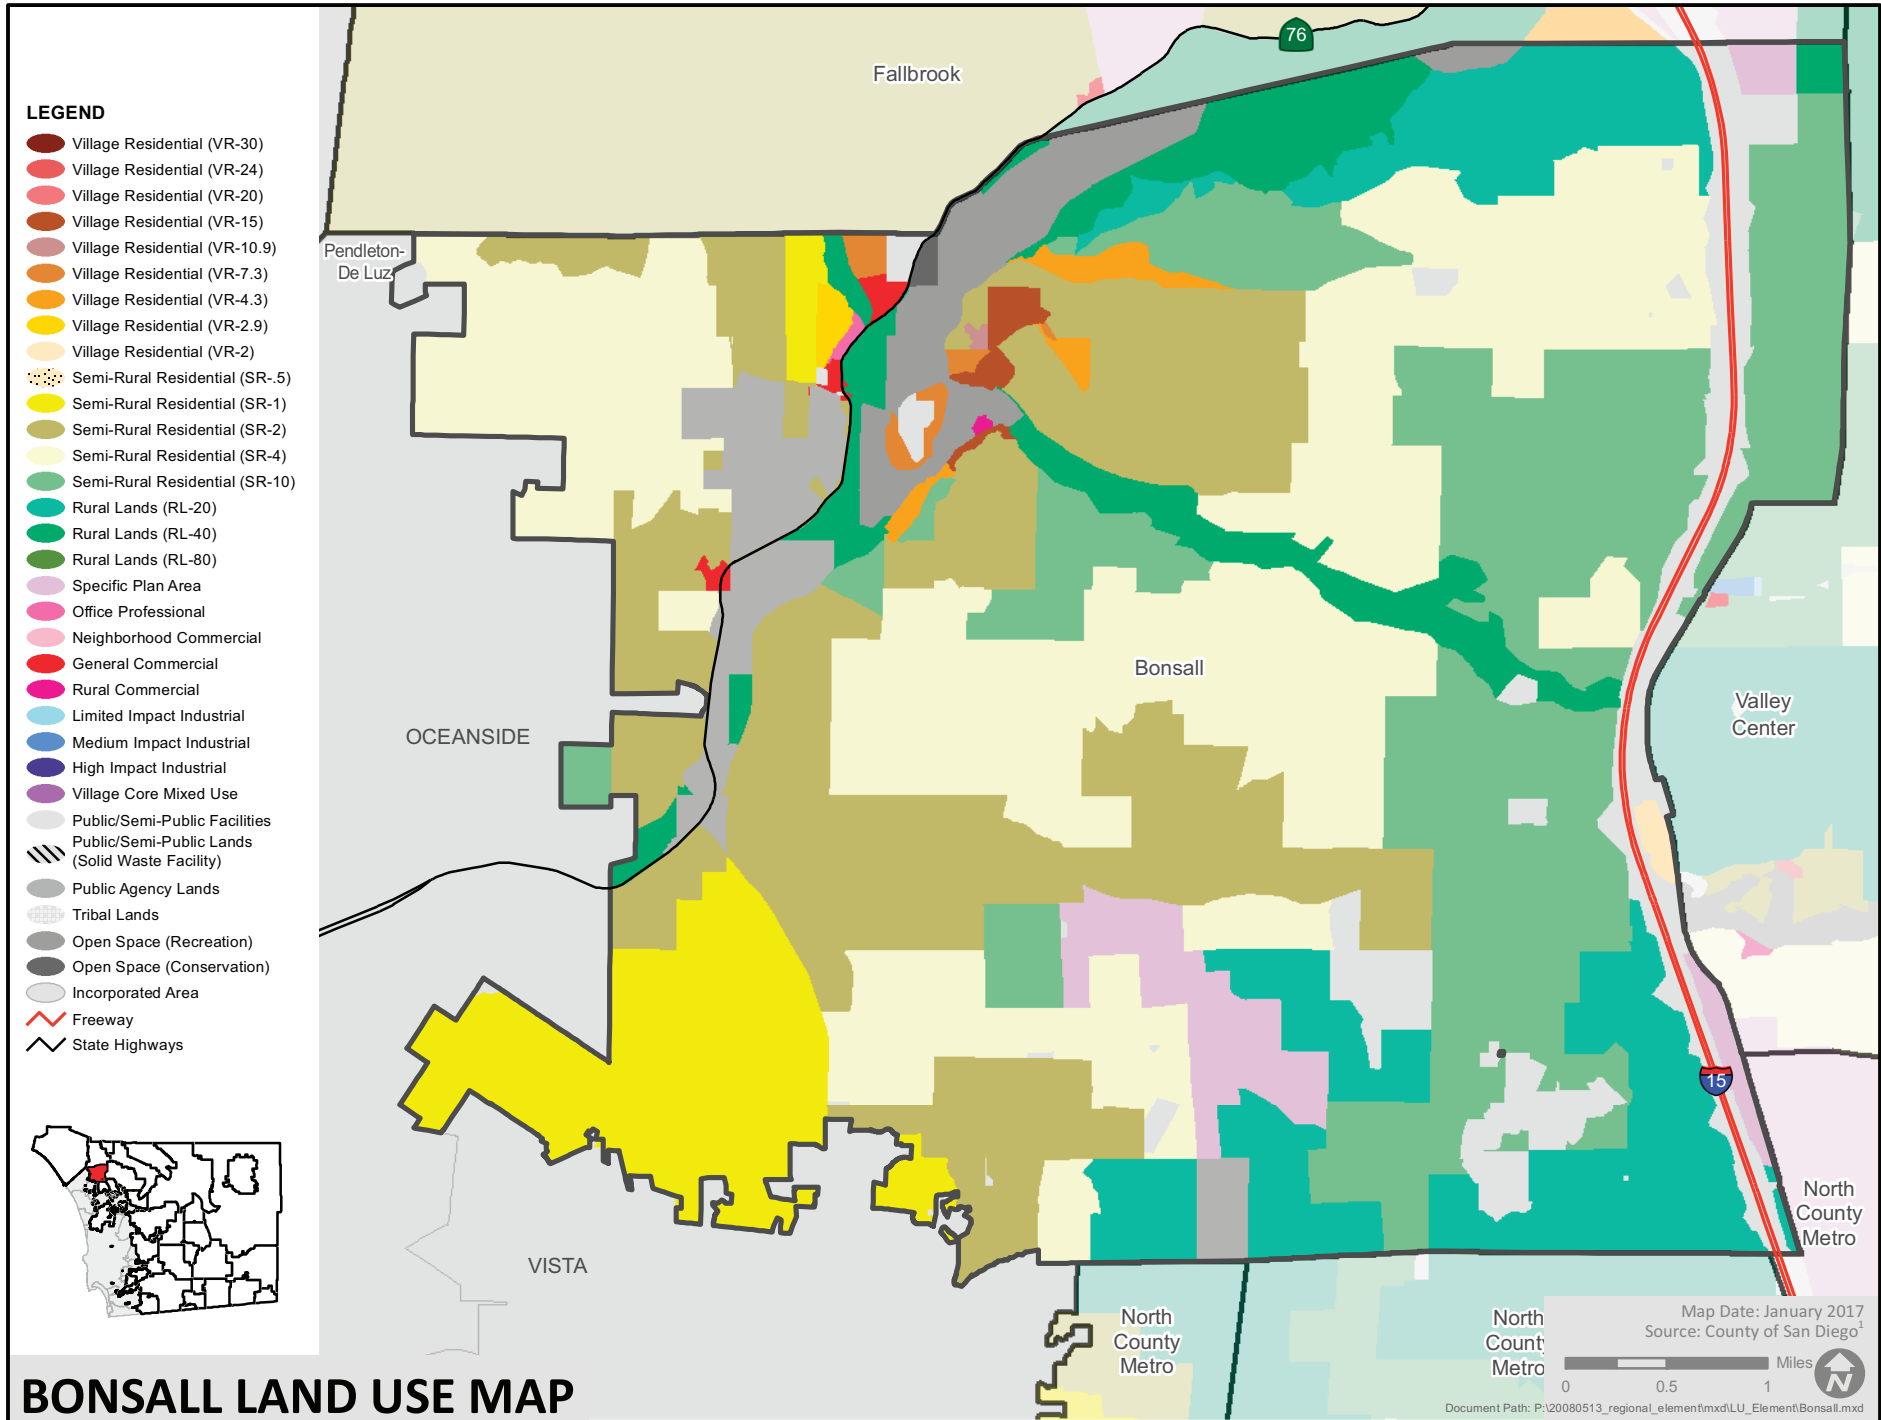 LEGEND
Village Residential (VR-30)
Village Residential (VR-24)
Village Residential (VR-20)
Village Residential (VR-15)
Village Residential (VR-10.9)
Village Residential (VR-7.3)
Village Residential (VR-4.3)
Village Residential (VR-2.9)
Village Residential (VR-2)
Semi-Rural Residential (SR-.5)
Semi-Rural Residential (SR-1)
Semi-Rural Residential (SR-2)
Semi-Rural Residential (SR-4)
Semi-Rural Residential (SR-10)
Rural Lands (RL-20)
Rural Lands (RL-40)
Rural Lands (RL-80)
Specific Plan Area
Office Professional
Neighborhood Commercial
General Commercial
Rural Commercial
Limited Impact Industrial
Medium Impact Industrial
High Impact Industrial
Village Core Mixed Use
Public/Semi-Public Facilities
Public/Semi-Public Lands
(Solid Waste Facility)
Public Agency Lands
Tribal Lands
Open Space (Recreation)
Open Space (Conservation)
Incorporated Area
Freeway
State Highways
76
Fallbrook
Pendleton-
De Luz
Bonsall
OCEANSIDE
Valley
Center
15
VISTA
North
County
Metro
North
County
Metro
North
County
Metro
Map Date: January 2017
Source: County of San Diego1
Miles
0 0.5 1
N
Document Path: P:\20080513_regional_element\mxd\LU_Element\Bonsall.mxd
BONSALL LAND USE MAP